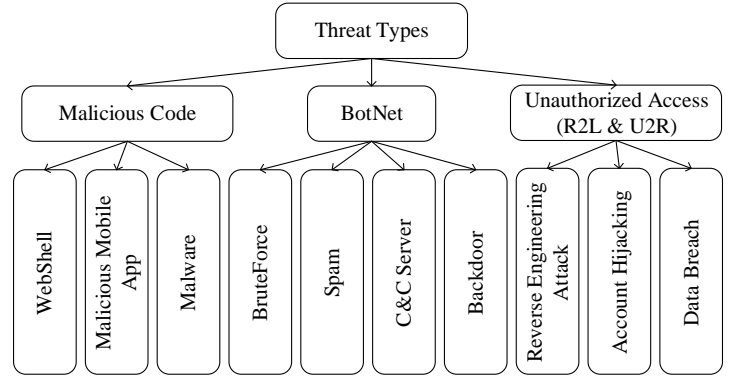 Threat Types
Malicious Code
BotNet
Unauthorized Access
(R2L & U2R)
WebShell
Malicious Mobile
App
Malware
BruteForce
Spam
C&C Server
Backdoor
Reverse Engineering
Attack
Account Hijacking
Data Breach